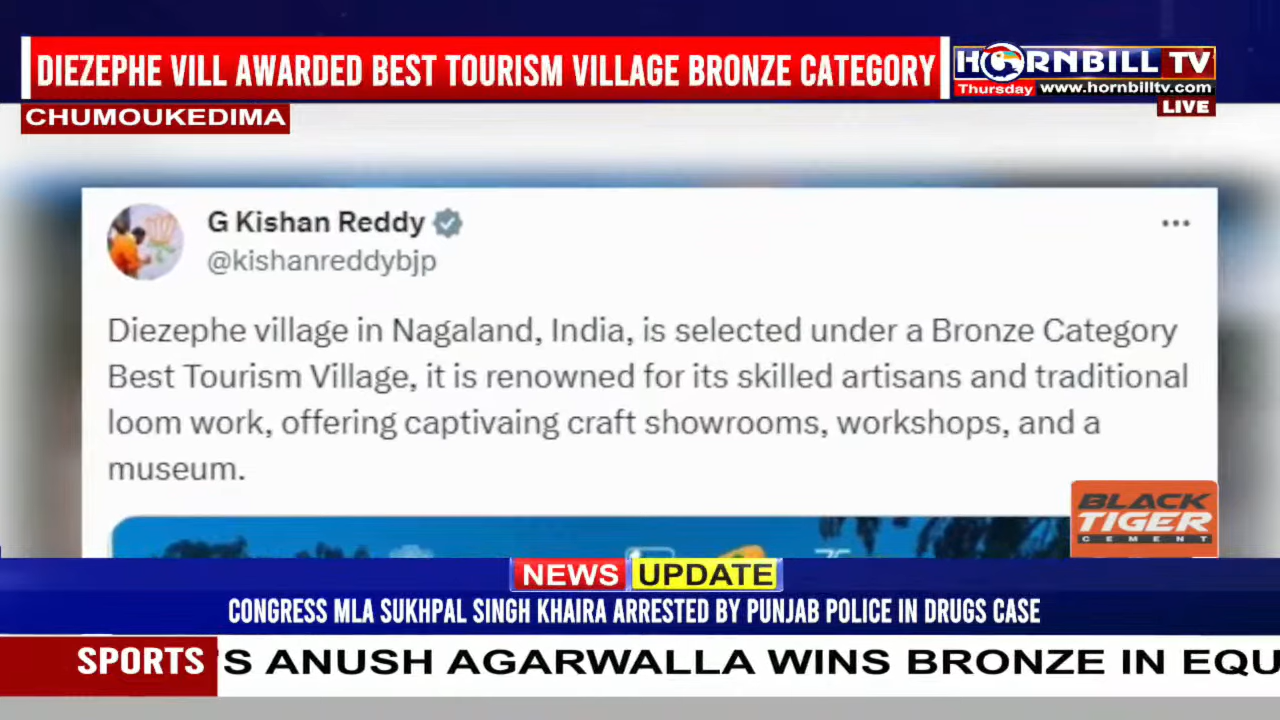 DIEZEPHE VILL AWARDED BEST TOURISM VILLAGE BRONZE CATEGORY
HORNBILL TV
Thursday www.hornbilltv.com
LIVE
CHUMOUKEDIMA
G Kishan Reddy
@kishanreddybjp
Diezephe village in Nagaland, India, is selected under a Bronze Category
Best Tourism Village, it is renowned for its skilled artisans and traditional
loom work, offering captivaing craft showrooms, workshops, and a
museum.
BLACK
TIGER
CEMENT
NEWS UPDATE
CONGRESS MLA SUKHPAL SINGH KHAIRA ARRESTED BY PUNJAB POLICE IN DRUGS CASE
SPORTS 'S ANUSH AGARWALLA WINS BRONZE IN EQU